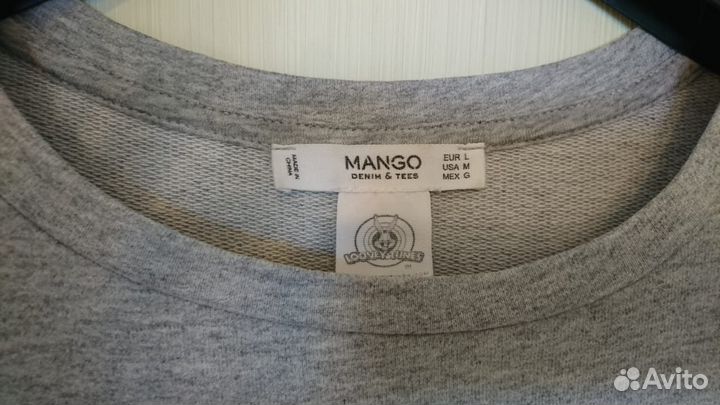 MADE IN
CHINA
MANGO
DENIM & TEES
EUR L
USA M
MEX G
LOONEY TUNES
Avito